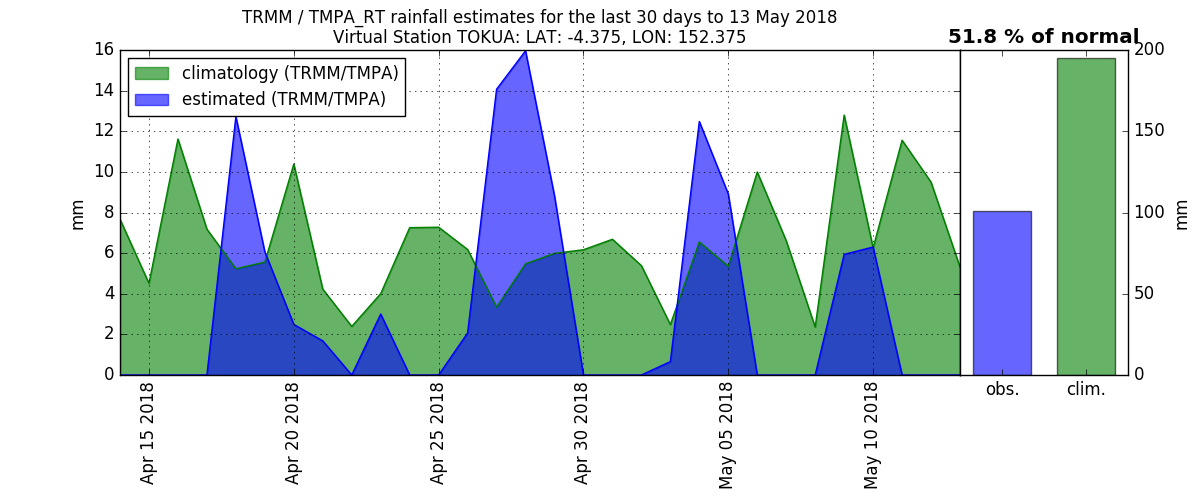 TRMM / TMPA_RT rainfall estimates for the last 30 days to 13 May 2018
Virtual Station TOKUA: LAT: -4.375, LON: 152.375
51.8 % of normal
climatology (TRMM/TMPA)
estimated (TRMM/TMPA)
16
14
12
10
8
6
4
2
0
mm
Apr 15 2018
Apr 20 2018
Apr 25 2018
Apr 30 2018
May 05 2018
May 10 2018
obs.
clim.
200
150
100
50
0
mm